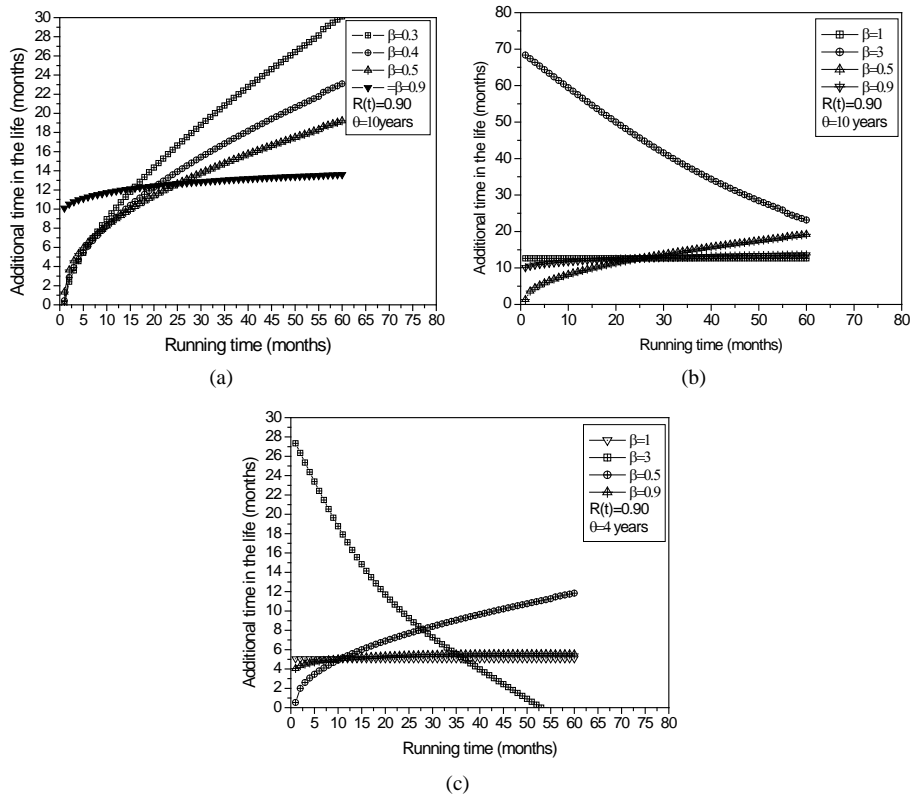 30
28
26
24
22
20
18
16
14
12
10
8
6
4
2
0
Additional time in the life (months)
β=0.3
β=0.4
β=0.5
=β=0.9
R(t)=0.90
θ=10years
0 5 10 15 20 25 30 35 40 45 50 55 60 65 70 75 80
Running time (months)
(a)
80
70
60
50
40
30
20
10
0
Additional time in the life (months)
β=1
β=3
β=0.5
β=0.9
R(t)=0.90
θ=10 years
0 10 20 30 40 50 60 70 80
Running time (months)
(b)
30
28
26
24
22
20
18
16
14
12
10
8
6
4
2
0
Additional time in the life (months)
β=1
β=3
β=0.5
β=0.9
R(t)=0.90
θ=4 years
0 5 10 15 20 25 30 35 40 45 50 55 60 65 70 75 80
Running time (months)
(c)